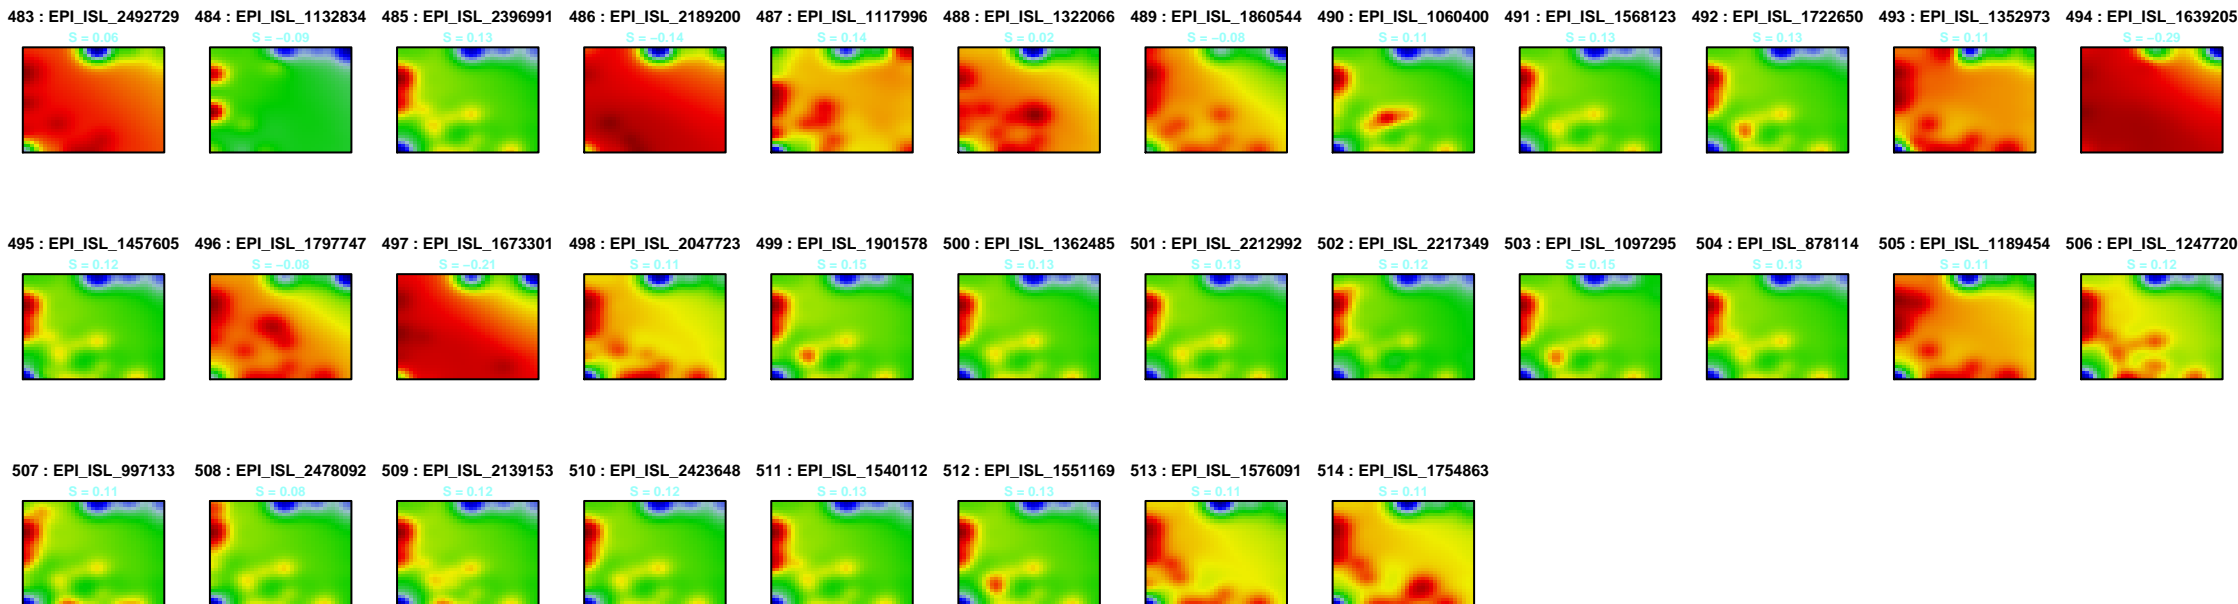 483 : EPI_ISL_2492729 484 : EPI_ISL_1132834 485 : EPI_ISL_2396991 486 : EPI_ISL_2189200 487 : EPI_ISL_1117996 488 : EPI_ISL_1322066 489 : EPI_ISL_1860544 490 : EPI_ISL_1060400 491 : EPI_ISL_1568123 492 : EPI_ISL_1722650 493 : EPI_ISL_1352973 494 : EPI_ISL_1639205
S = 0.06 S = −0.09 S = 0.13 S = −0.14 S = 0.14 S = 0.02 S = −0.08 S = 0.11 S = 0.13 S = 0.13 S = 0.11 S = −0.29
495 : EPI_ISL_1457605 496 : EPI_ISL_1797747 497 : EPI_ISL_1673301 498 : EPI_ISL_2047723 499 : EPI_ISL_1901578 500 : EPI_ISL_1362485 501 : EPI_ISL_2212992 502 : EPI_ISL_2217349 503 : EPI_ISL_1097295 504 : EPI_ISL_878114 505 : EPI_ISL_1189454 506 : EPI_ISL_1247720
S = 0.12 S = −0.08 S = −0.21 S = 0.11 S = 0.15 S = 0.13 S = 0.13 S = 0.12 S = 0.15 S = 0.13 S = 0.11 S = 0.12
507 : EPI_ISL_997133 508 : EPI_ISL_2478092 509 : EPI_ISL_2139153 510 : EPI_ISL_2423648 511 : EPI_ISL_1540112 512 : EPI_ISL_1551169 513 : EPI_ISL_1576091 514 : EPI_ISL_1754863
S = 0.11 S = 0.08 S = 0.12 S = 0.12 S = 0.13 S = 0.13 S = 0.11 S = 0.11